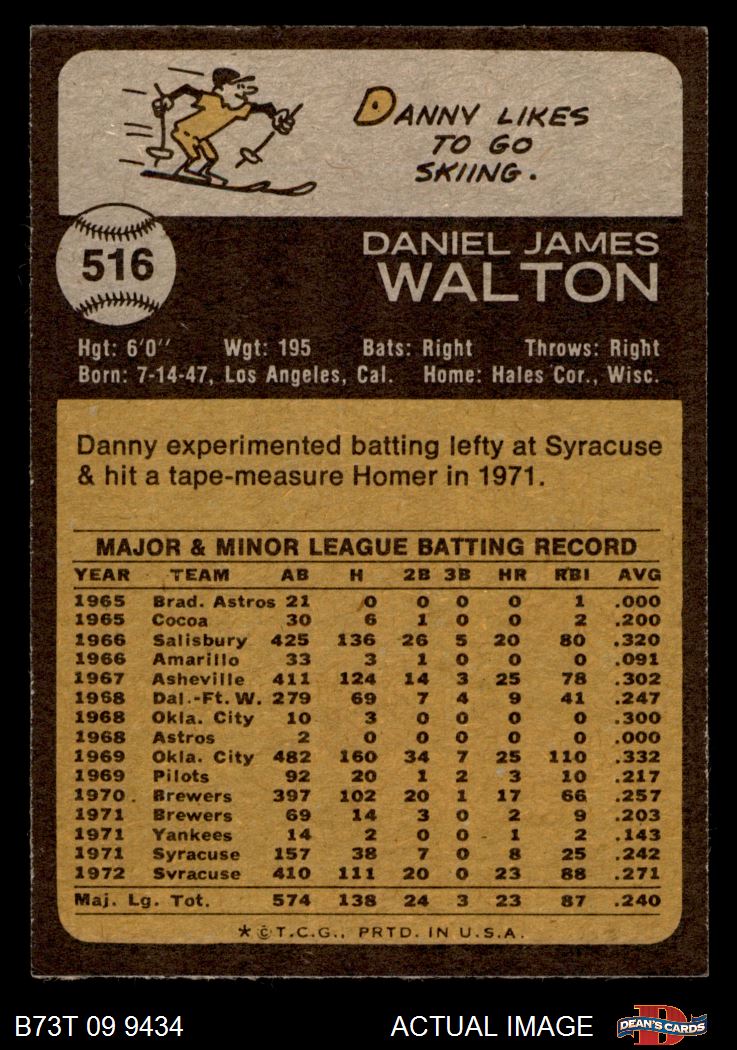 DANNY LIKES
TO GO
SKIING.
516
DANIEL JAMES
WALTON
Hgt: 6'0" Wgt: 195 Bats: Right Throws: Right
Born: 7-14-47, Los Angeles, Cal. Home: Hales Cor., Wisc.
Danny experimented batting lefty at Syracuse
& hit a tape-measure Homer in 1971.
MAJOR & MINOR LEAGUE BATTING RECORD
YEAR TEAM AB H 2B 3B HR RBI AVG
1965 Brad. Astros 21 0 0 0 0 1 .000
1965 Cocoa 30 6 1 0 0 2 .200
1966 Salisbury 425 136 26 5 20 80 .320
1966 Amarillo 33 3 1 0 0 0 .091
1967 Asheville 411 124 14 3 25 78 .302
1968 Dal.-Ft. W. 279 69 7 4 9 41 .247
1968 Okla. City 10 3 0 0 0 0 .300
1968 Astros 2 0 0 0 0 0 .000
1969 Okla. City 482 160 34 7 25 110 .332
1969 Pilots 92 20 1 2 3 10 .217
1970 Brewers 397 102 20 1 17 66 .257
1971 Brewers 69 14 3 0 2 9 .203
1971 Yankees 14 2 0 0 1 2 .143
1971 Syracuse 157 38 7 0 8 25 .242
1972 Syracuse 410 111 20 0 23 88 .271
Maj. Lg. Tot. 574 138 24 3 23 87 .240
* © T.C.G., PRTD. IN U.S.A.
B73T 09 9434 ACTUAL IMAGE D DEAN'S CARDS